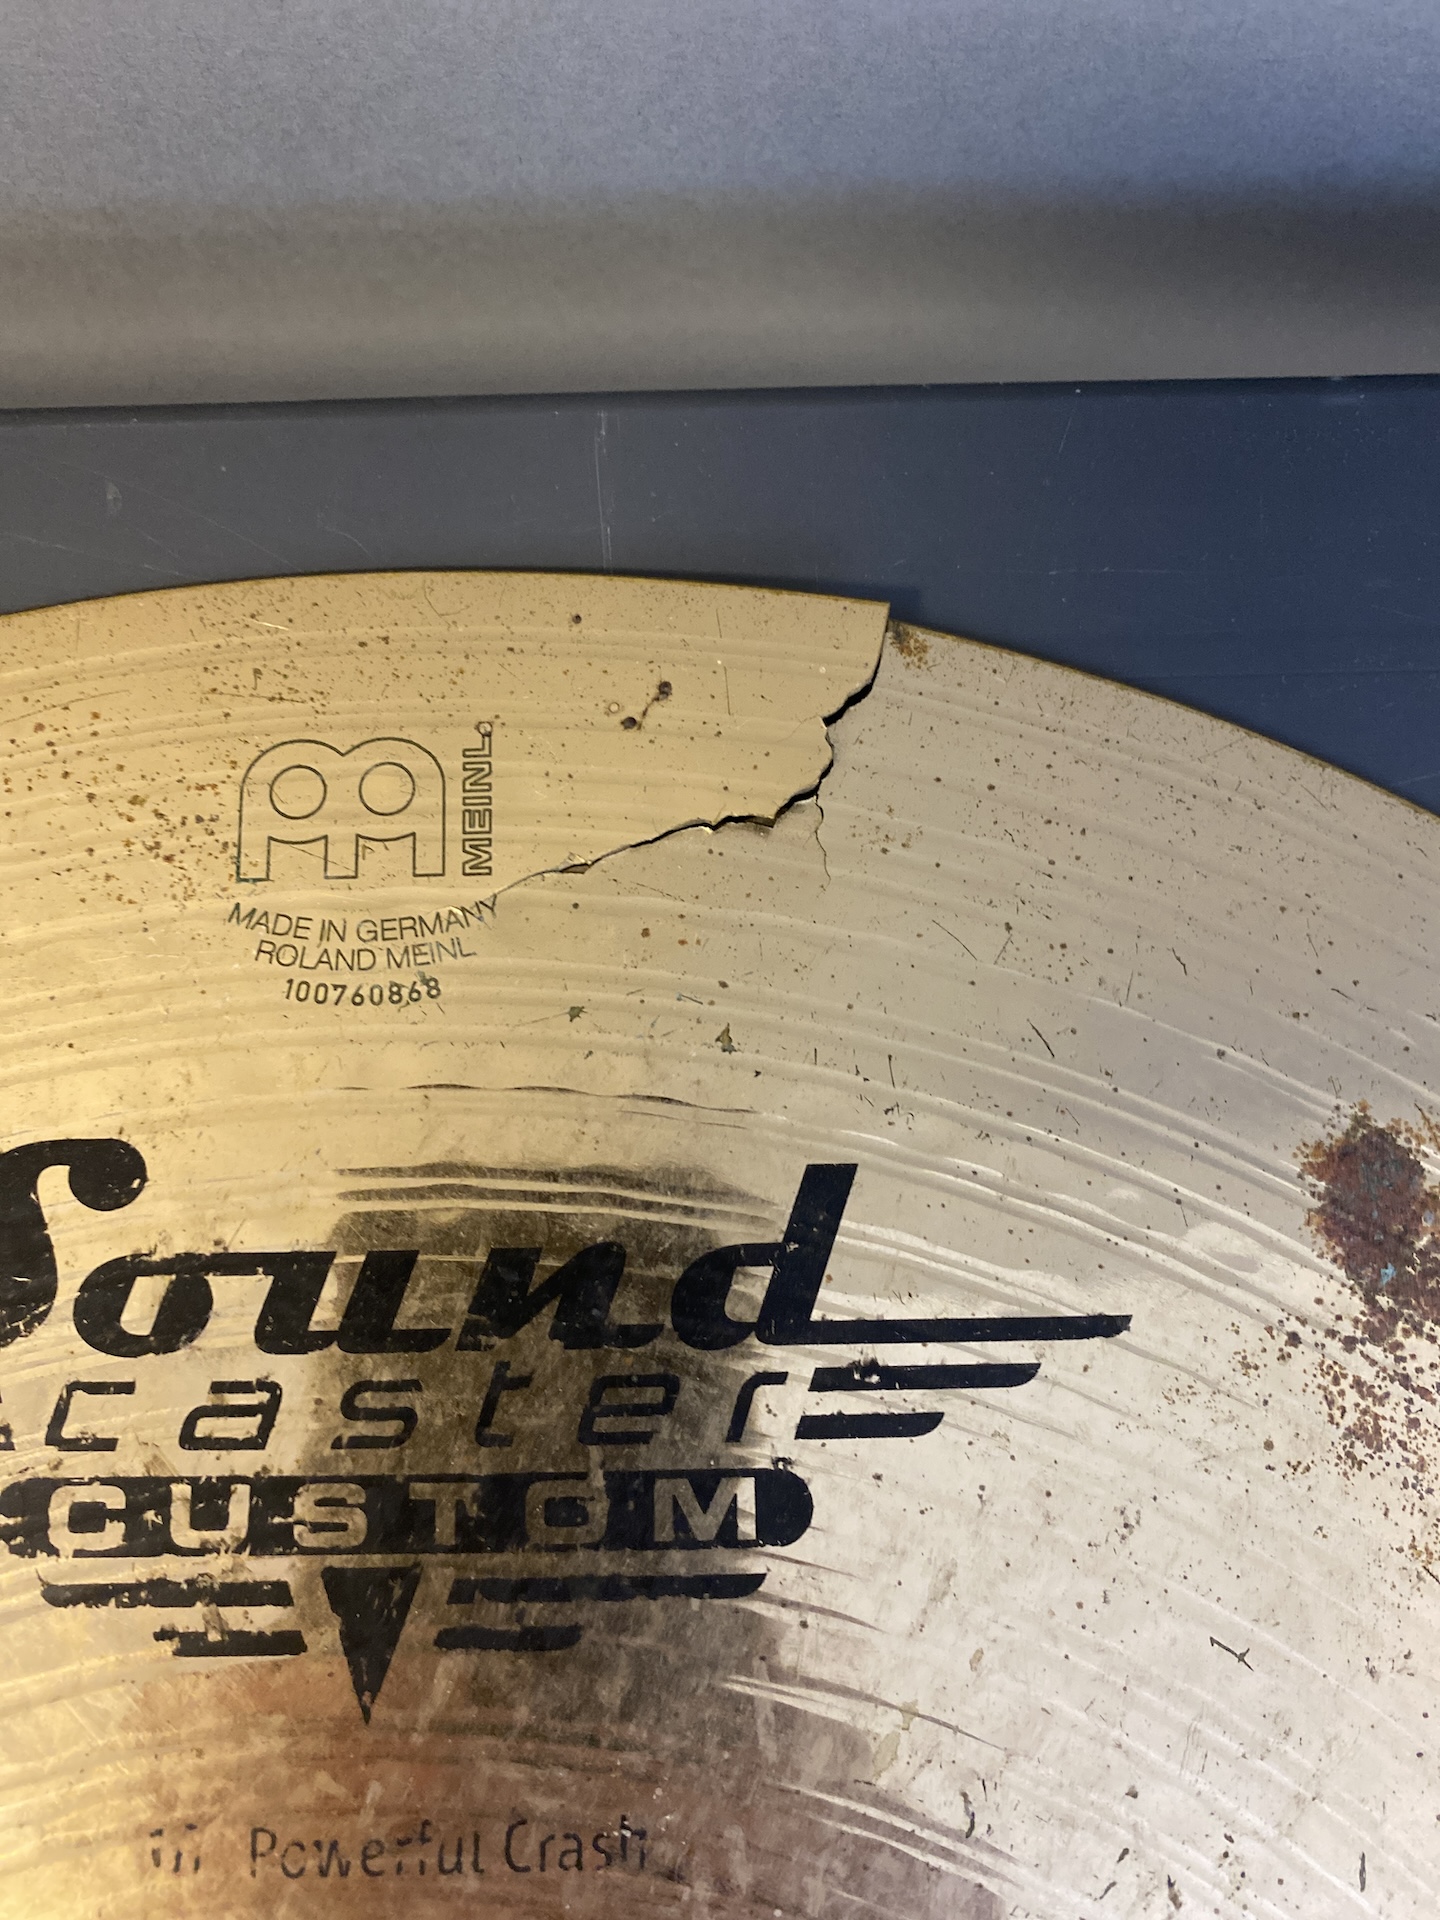 MEINL
MADE IN GERMANY
ROLAND MEINL
100760868
Sound
caster
CUSTOM
Powerful Crash